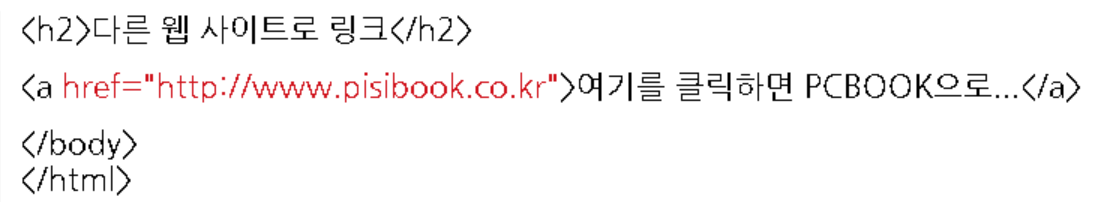 <h2>다른 웹 사이트로 링크</h2>
<a href="http://www.pisibook.co.kr">여기를 클릭하면 PCBOOK으로...</a>
</body>
</html>